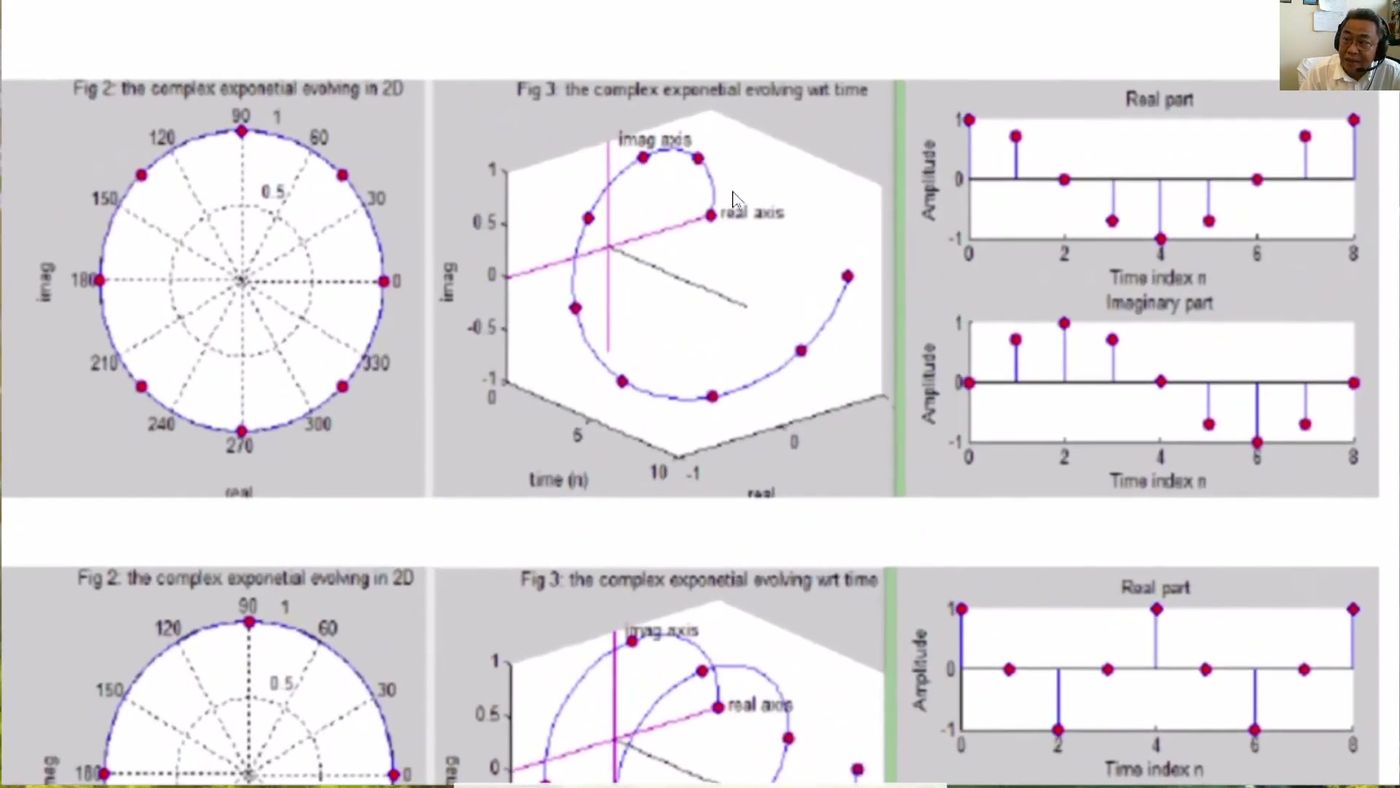 Fig 2: the complex exponetial evolving in 2D
90 1
120 60
150 0.5 30
180 0
210 330
240 300
270
imag
real
Fig 3: the complex exponetial evolving wrt time
imag axis
real axis
1
0.5
0
-0.5
-1
imag
0
5
10 -1
0
time (n)
real
Real part
Amplitude
1
0
-1
0 2 4 6 8
Time index n
Imaginary part
Amplitude
1
0
-1
0 2 4 6 8
Time index n
Fig 2: the complex exponetial evolving in 2D
90 1
120 60
150 0.5 30
180 0
Fig 3: the complex exponetial evolving wrt time
imag axis
real axis
1
0.5
0
Real part
Amplitude
1
0
-1
0 2 4 6 8
Time index n